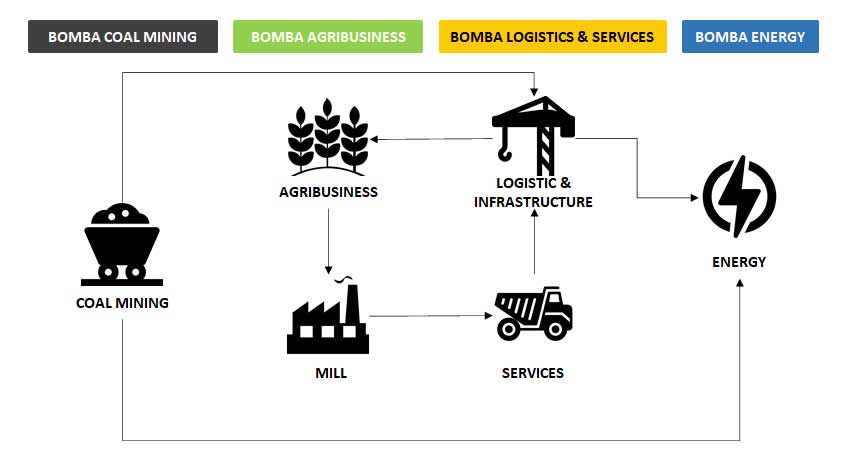 BOMBA COAL MINING
BOMBA AGRIBUSINESS
BOMBA LOGISTICS & SERVICES
BOMBA ENERGY
AGRIBUSINESS
LOGISTIC &
INFRASTRUCTURE
ENERGY
COAL MINING
MILL
SERVICES